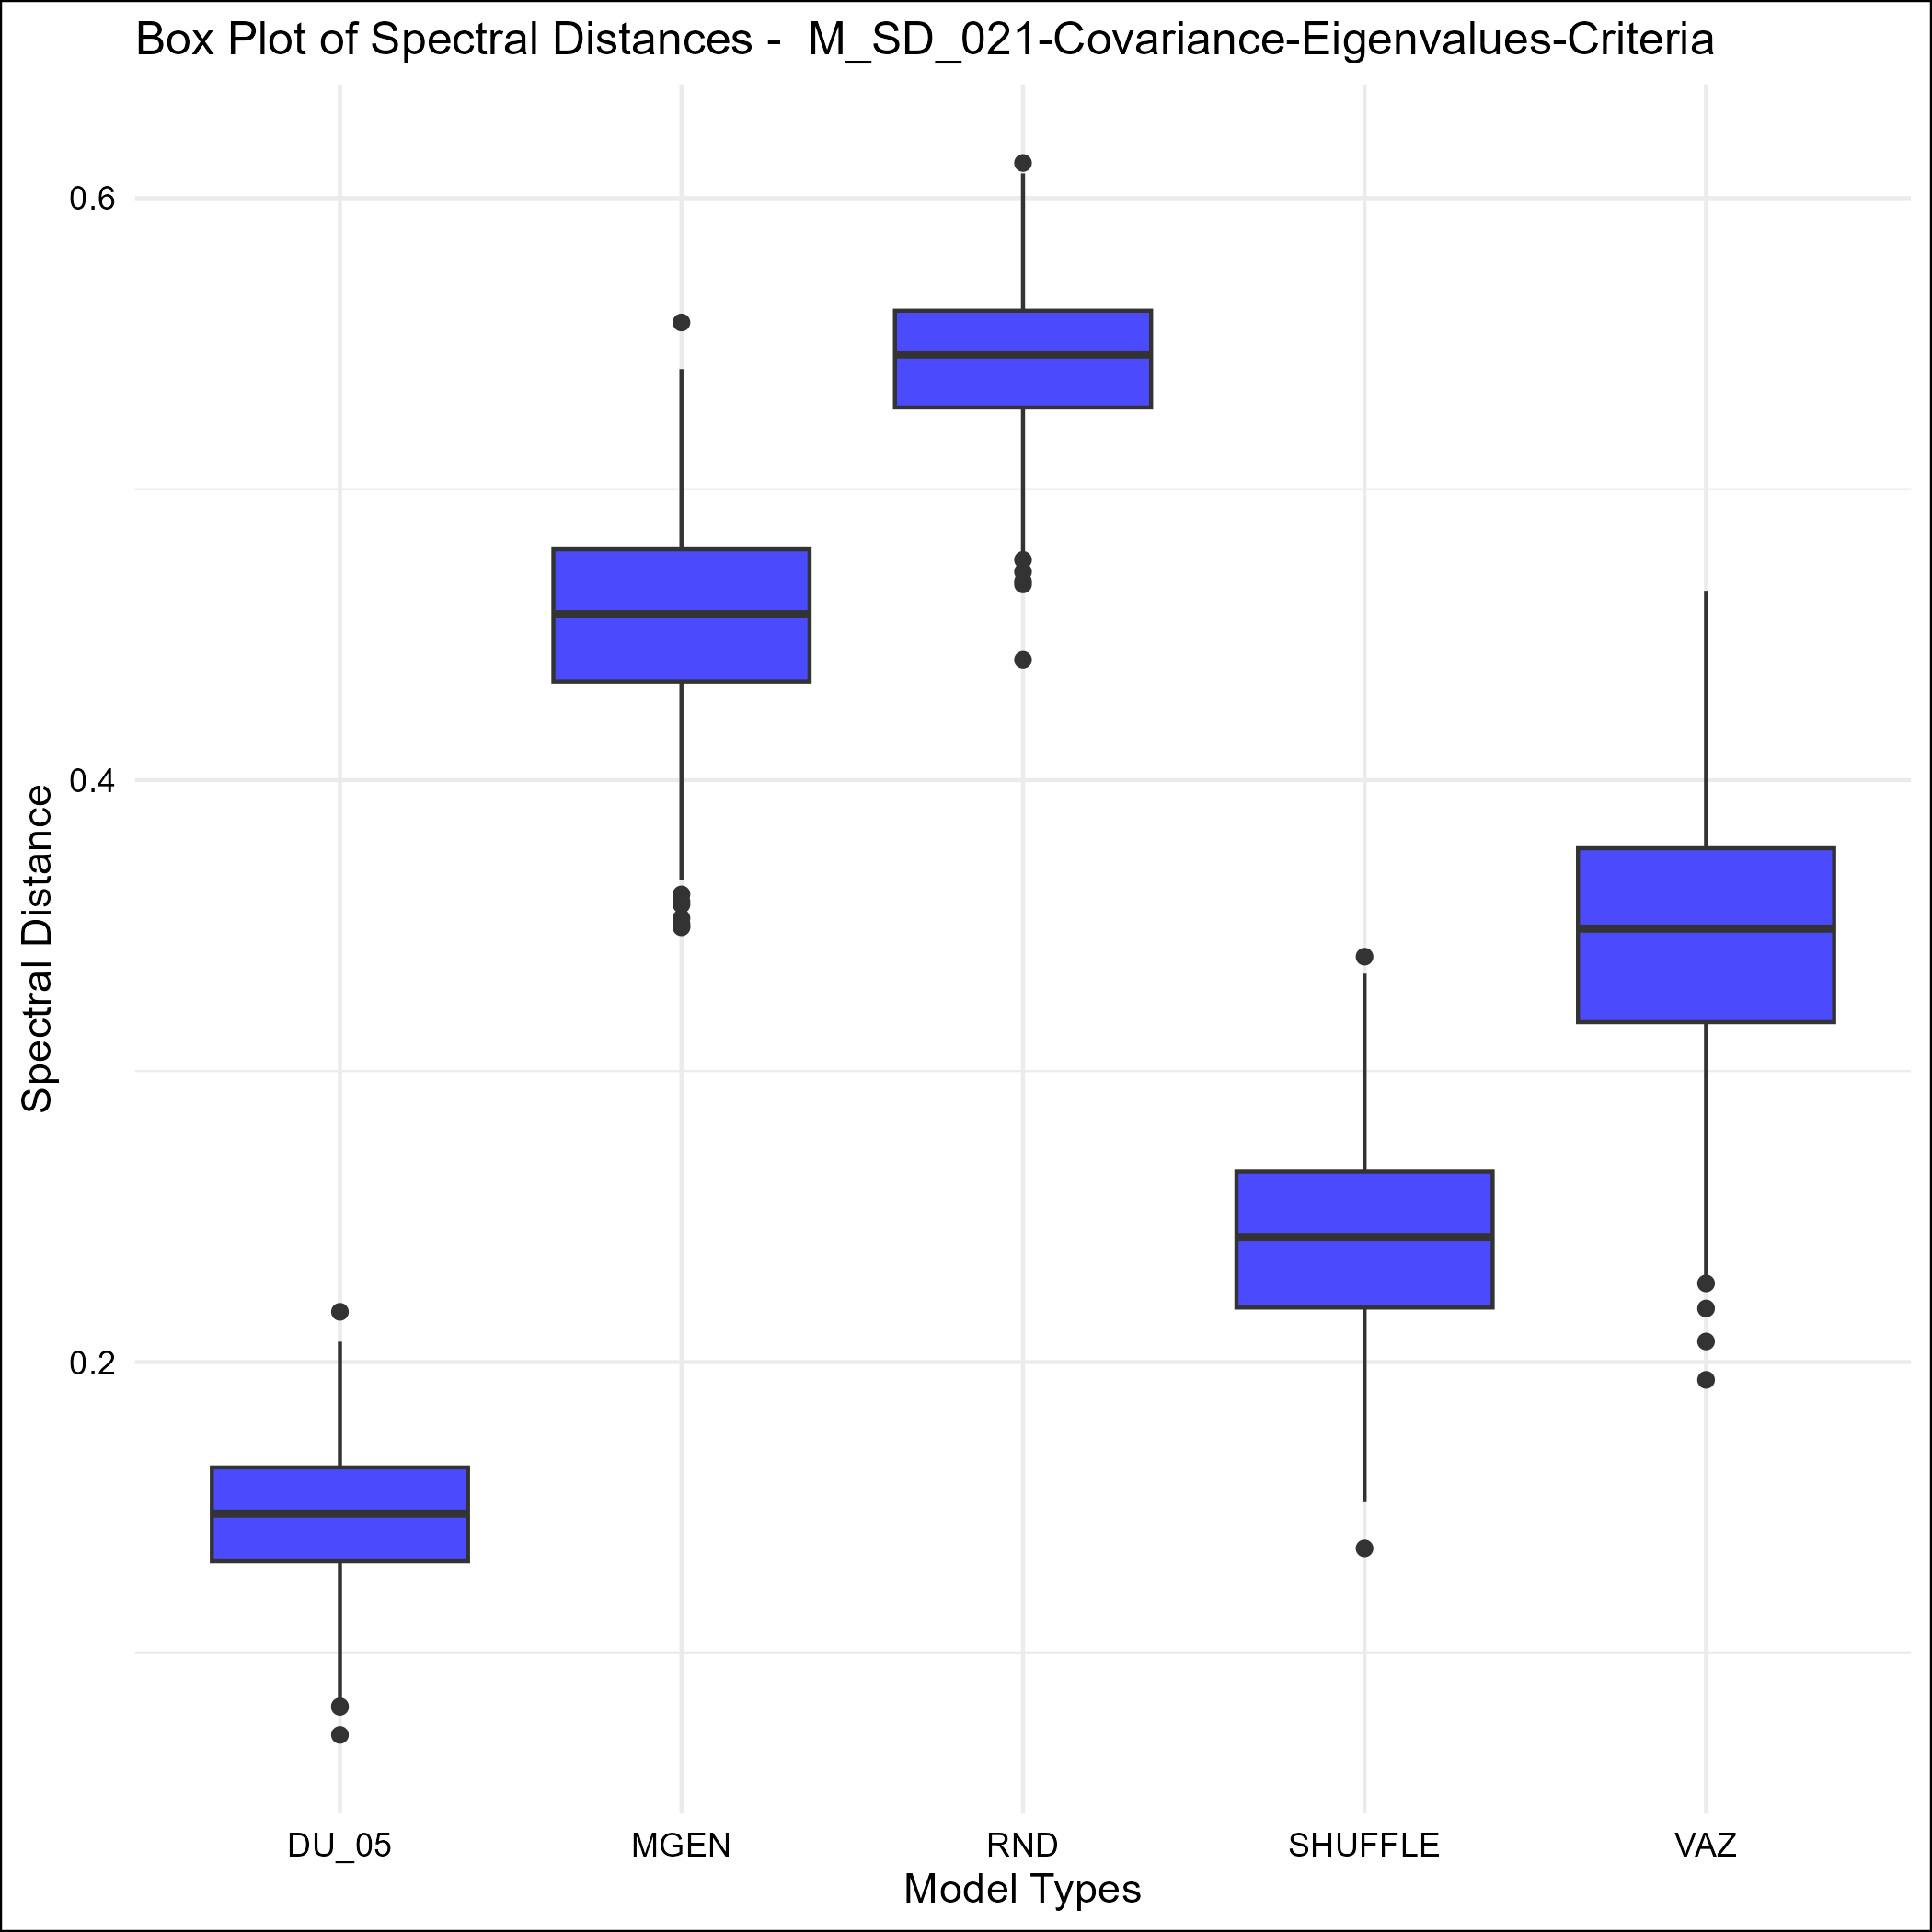 Box Plot of Spectral Distances -  M_SD_021-Covariance-Eigenvalues-Criteria
0.6
0.4
0.2
Spectral Distance
DU_05 MGEN RND SHUFFLE VAZ
Model Types